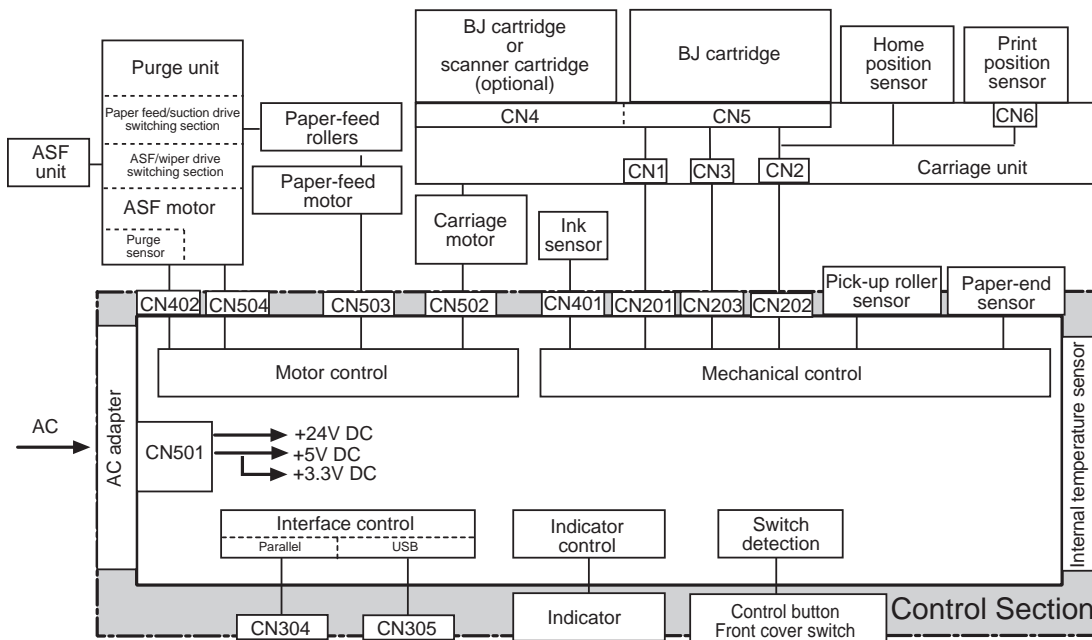 BJ cartridge
or
scanner cartridge
(optional)
BJ cartridge
Home
position
sensor
Print
position
sensor
Purge unit
Paper feed/suction drive
switching section
ASF/wiper drive
switching section
ASF motor
Purge
sensor
ASF
unit
Paper-feed
rollers
Paper-feed
motor
CN4
CN5
CN6
CN1
CN3
CN2
Carriage unit
Carriage
motor
Ink
sensor
Pick-up roller
sensor
Paper-end
sensor
CN402
CN504
CN503
CN502
CN401
CN201
CN203
CN202
Motor control
Mechanical control
AC
AC adapter
CN501
+24V DC
+5V DC
+3.3V DC
Internal temperature sensor
Interface control
Parallel
USB
Indicator
control
Switch
detection
CN304
CN305
Indicator
Control button
Front cover switch
Control Section